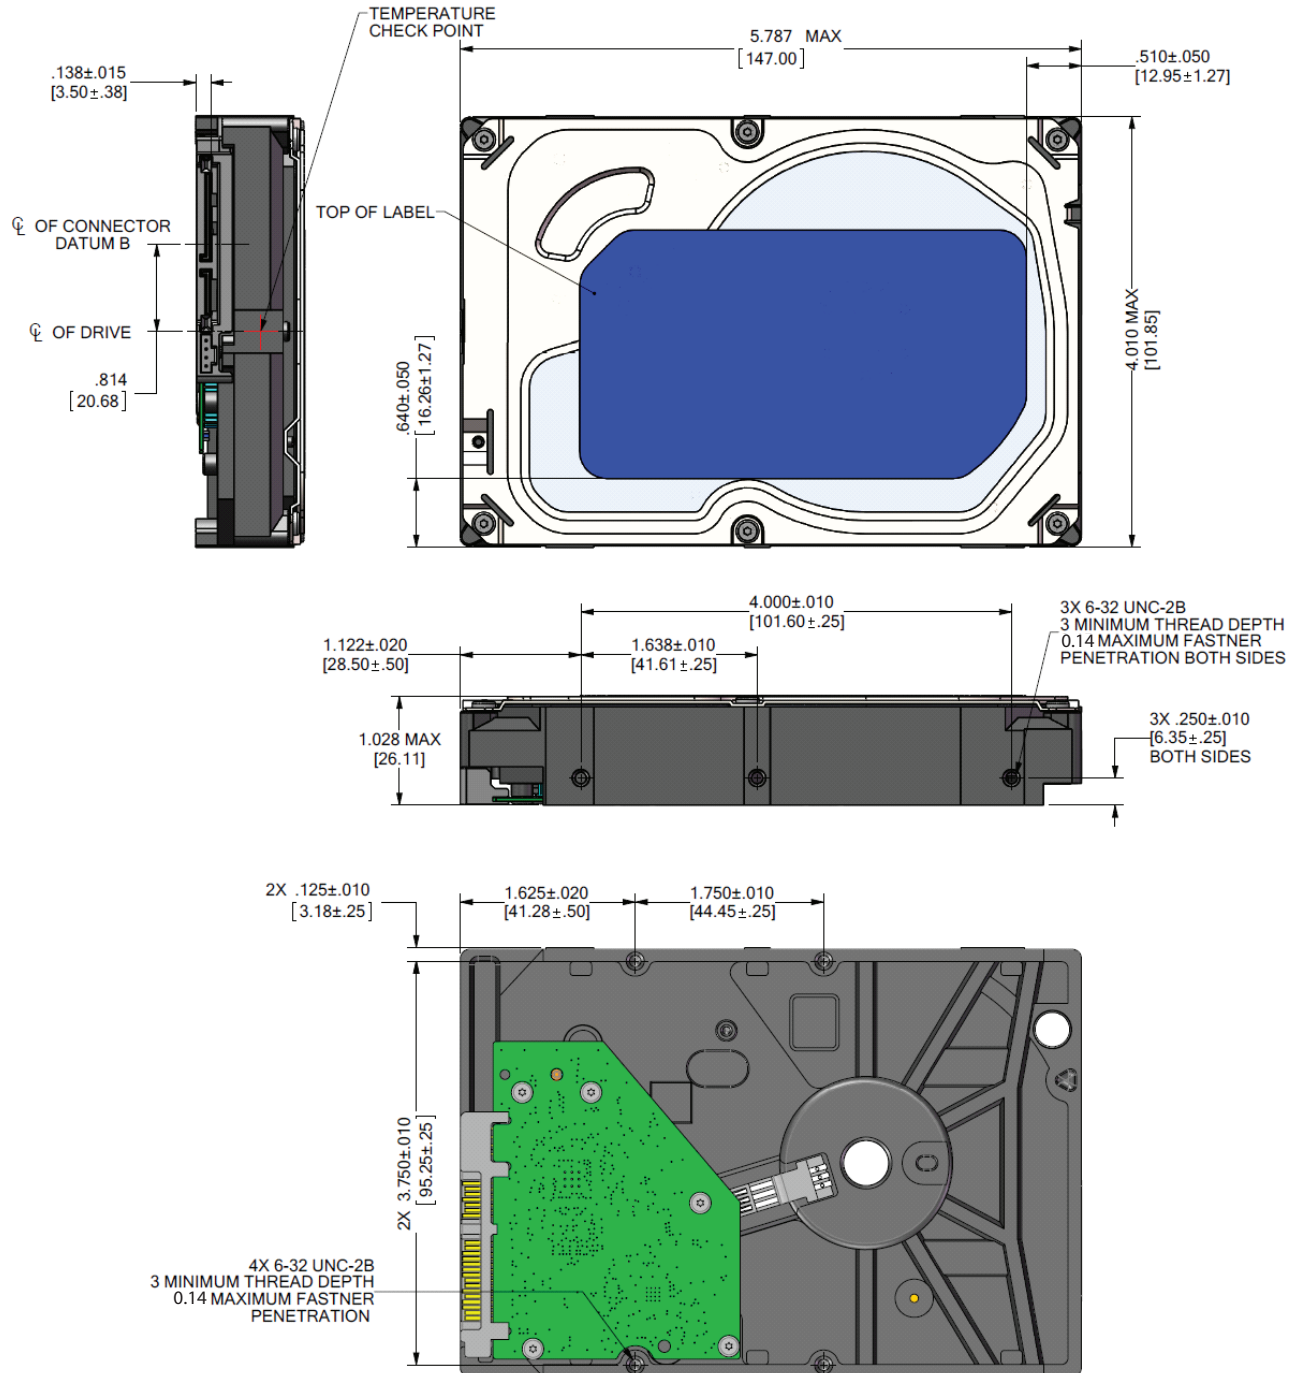 TEMPERATURE
CHECK POINT
5.787 MAX
[147.00]
.510±.050
[12.95±1.27]
.138±.015
[3.50±.38]
TOP OF LABEL
℄ OF CONNECTOR
DATUM B
℄ OF DRIVE
.814
[20.68]
.640±.050
[16.26±1.27]
4.010 MAX
[101.85]
4.000±.010
[101.60±.25]
3X 6-32 UNC-2B
3 MINIMUM THREAD DEPTH
0.14 MAXIMUM FASTNER
PENETRATION BOTH SIDES
1.122±.020
[28.50±.50]
1.638±.010
[41.61±.25]
1.028 MAX
[26.11]
3X .250±.010
[6.35±.25]
BOTH SIDES
2X .125±.010
[3.18±.25]
1.625±.020
[41.28±.50]
1.750±.010
[44.45±.25]
2X 3.750±.010
[95.25±.25]
4X 6-32 UNC-2B
3 MINIMUM THREAD DEPTH
0.14 MAXIMUM FASTNER
PENETRATION